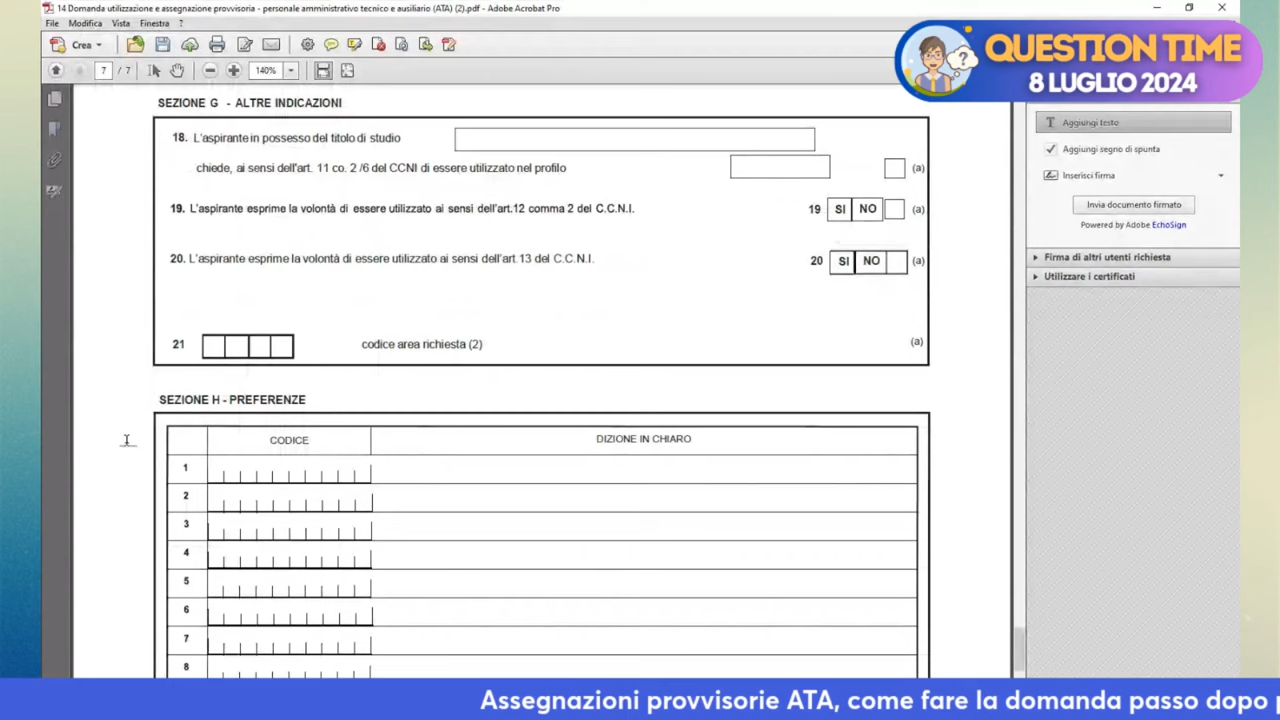 14 Domanda utilizzazione e assegnazione provvisoria - personale amministrativo tecnico e ausiliario (ATA) (2).pdf - Adobe Acrobat Pro
File Modifica Vista Finestra ?
Crea
7 / 7 140%
QUESTION TIME
8 LUGLIO 2024
SEZIONE G - ALTRE INDICAZIONI
18. L'aspirante in possesso del titolo di studio
chiede, ai sensi dell'art. 11 co. 2 /6 del CCNI di essere utilizzato nel profilo (a)
19. L'aspirante esprime la volontà di essere utilizzato ai sensi dell'art.12 comma 2 del C.C.N.I. 19 SI NO (a)
20. L'aspirante esprime la volontà di essere utilizzato ai sensi dell'art 13 del C.C.N.I. 20 SI NO (a)
21 codice area richiesta (2) (a)
SEZIONE H - PREFERENZE
CODICE DIZIONE IN CHIARO
1
2
3
4
5
6
7
8
Aggiungi testo
Aggiungi segno di spunta
Inserisci firma
Invia documento firmato
Powered by Adobe EchoSign
Firma di altri utenti richiesta
Utilizzare i certificati
Assegnazioni provvisorie ATA, come fare la domanda passo dopo